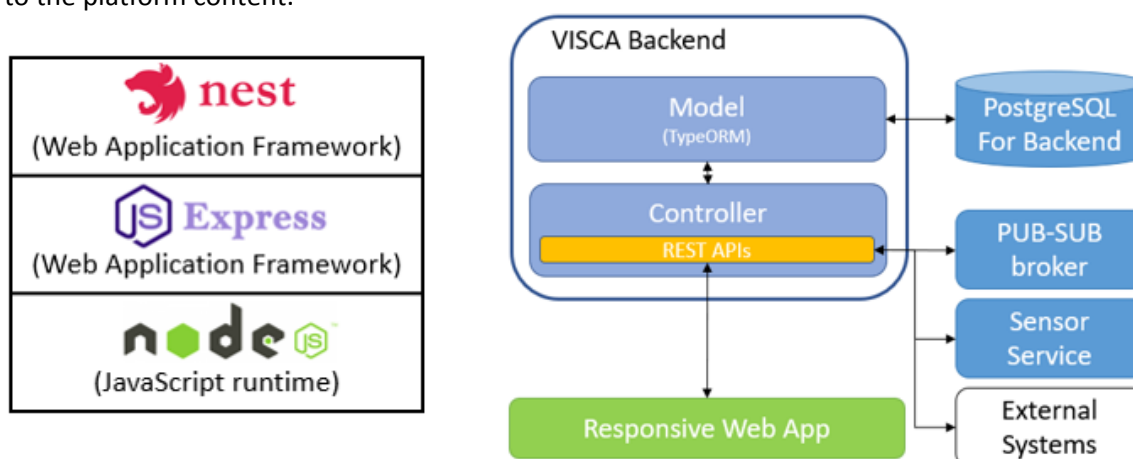 to the platform content.
nest
(Web Application Framework)
JS Express
(Web Application Framework)
node JS ™
(JavaScript runtime)
VISCA Backend
Model
(TypeORM)
Controller
REST APIs
Responsive Web App
PostgreSQL
For Backend
PUB-SUB
broker
Sensor
Service
External
Systems